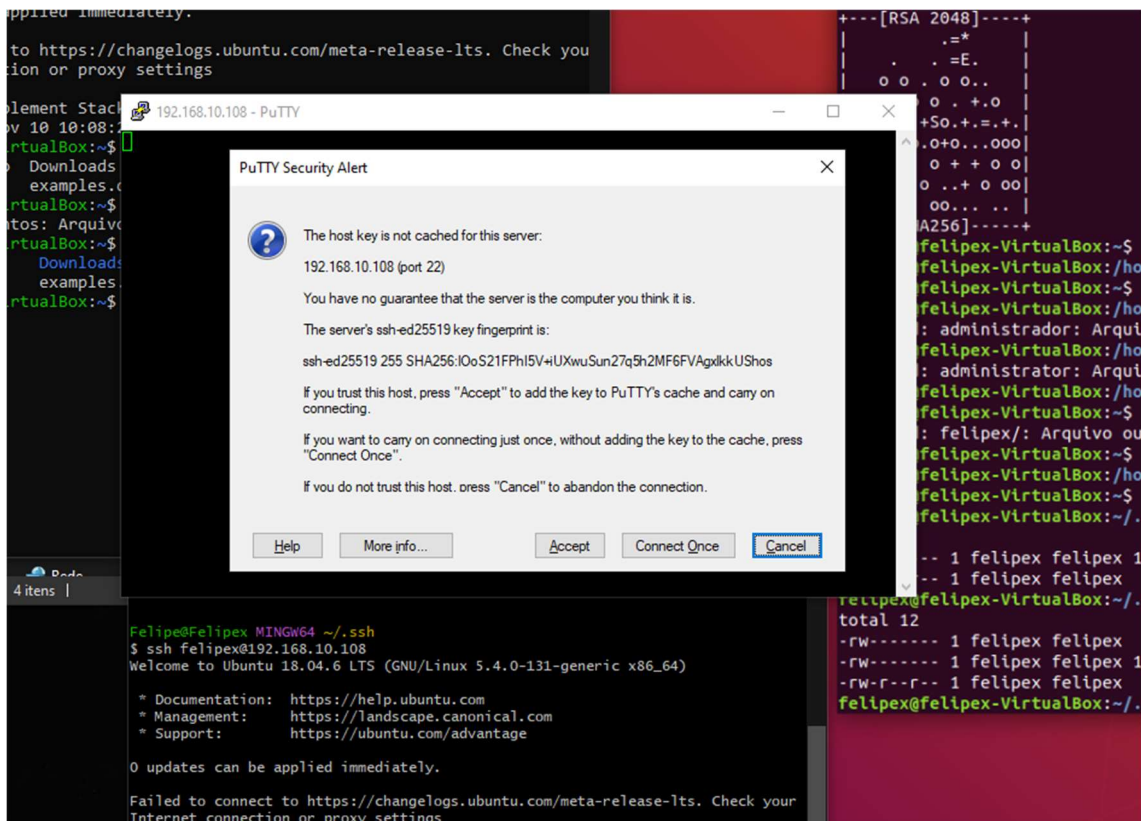 applied immediately.
to https://changelogs.ubuntu.com/meta-release-lts. Check you
tion or proxy settings
plement Stack
ov 10 10:08:
rtualBox:~$
Downloads
examples.
rtualBox:~$
ntos: Arquivo
rtualBox:~$
Downloads
examples.
rtualBox:~$
Rede
4 itens
192.168.10.108 - PuTTY
PuTTY Security Alert
The host key is not cached for this server:
192.168.10.108 (port 22)
You have no guarantee that the server is the computer you think it is.
The server's ssh-ed25519 key fingerprint is:
ssh-ed25519 255
If you trust this host, press "Accept" to add the key to PuTTY's cache and carry on
connecting.
If you want to carry on connecting just once, without adding the key to the cache, press
"Connect Once".
If you do not trust this host, press "Cancel" to abandon the connection.
Help More info... Accept Connect Once Cancel
Felipe@Felipex MINGW64 ~/.ssh
$ ssh felipex@192.168.10.108
Welcome to Ubuntu 18.04.6 LTS (GNU/Linux 5.4.0-131-generic x86_64)
* Documentation: https://help.ubuntu.com
* Management: https://landscape.canonical.com
* Support: https://ubuntu.com/advantage
0 updates can be applied immediately.
Failed to connect to https://changelogs.ubuntu.com/meta-release-lts. Check your
Internet connection or proxy settings
+---[RSA 2048]----+
| .=* |
| . . =E. |
| o o . o o.. |
o . +.o |
+So.+.=.+.|
.o+o...ooo|
o + + o o|
o ..+ o oo|
oo... .. |
A256]-----+
felipex-VirtualBox:~$
felipex-VirtualBox:/ho
felipex-VirtualBox:~$
felipex-VirtualBox:/ho
: administrador: Arqui
felipex-VirtualBox:/ho
: administrator: Arqui
felipex-VirtualBox:/ho
felipex-VirtualBox:~$
: felipex/: Arquivo ou
felipex-VirtualBox:~$
felipex-VirtualBox:/ho
felipex-VirtualBox:~$
felipex-VirtualBox:~/.
-- 1 felipex felipex 1
-- 1 felipex felipex
felipex@felipex-VirtualBox:~/.
total 12
-rw------- 1 felipex felipex
-rw------- 1 felipex felipex 1
-rw-r--r-- 1 felipex felipex
felipex@felipex-VirtualBox:~/.